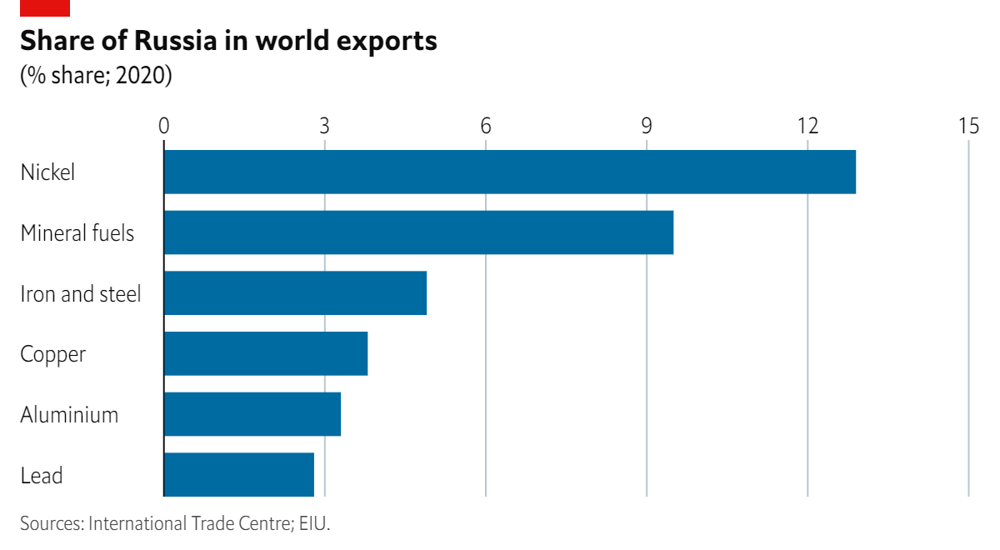 Share of Russia in world exports
(% share; 2020)
0 3 6 9 12 15
Nickel
Mineral fuels
Iron and steel
Copper
Aluminium
Lead
Sources: International Trade Centre; EIU.